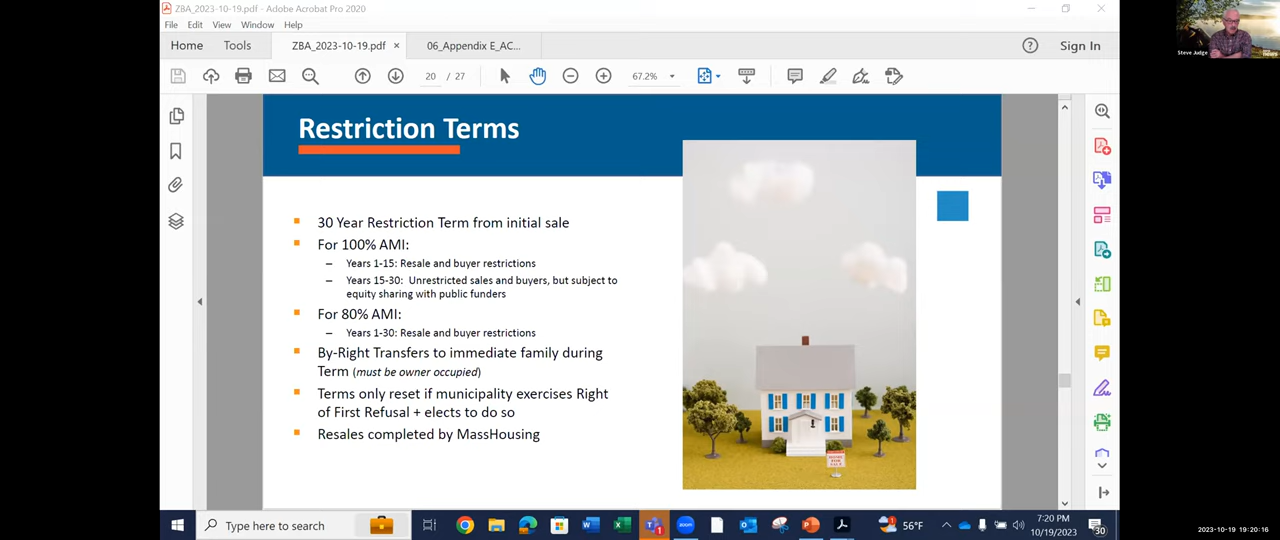 ZBA_2023-10-19.pdf - Adobe Acrobat Pro 2020
File Edit View Window Help
Home Tools ZBA_2023-10-19.pdf × 06_Appendix E_AC... Sign In
20 / 27 67.2%
Steve Judge
Restriction Terms
30 Year Restriction Term from initial sale
For 100% AMI:
– Years 1-15: Resale and buyer restrictions
– Years 15-30: Unrestricted sales and buyers, but subject to
equity sharing with public funders
For 80% AMI:
– Years 1-30: Resale and buyer restrictions
By-Right Transfers to immediate family during
Term (must be owner occupied)
Terms only reset if municipality exercises Right
of First Refusal + elects to do so
Resales completed by MassHousing
Type here to search
56°F
7:20 PM
10/19/2023
30
2023-10-19 19:20:16